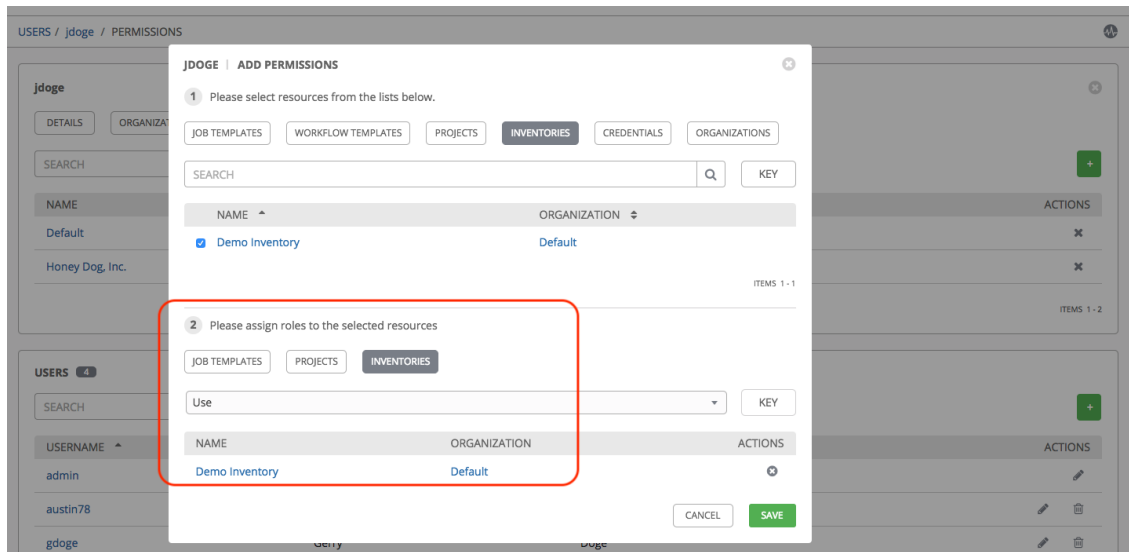 USERS / jdoge / PERMISSIONS
JDOGE | ADD PERMISSIONS
1 Please select resources from the lists below.
JOB TEMPLATES WORKFLOW TEMPLATES PROJECTS INVENTORIES CREDENTIALS ORGANIZATIONS
SEARCH KEY
NAME ORGANIZATION
Demo Inventory Default
ITEMS 1 - 1
2 Please assign roles to the selected resources
JOB TEMPLATES PROJECTS INVENTORIES
Use KEY
NAME ORGANIZATION ACTIONS
Demo Inventory Default
CANCEL SAVE
jdoge
DETAILS
SEARCH +
NAME ACTIONS
Default
Honey Dog, Inc.
ITEMS 1 - 2
USERS 4
SEARCH +
USERNAME ACTIONS
admin
austin78
gdoge Gerry Doge